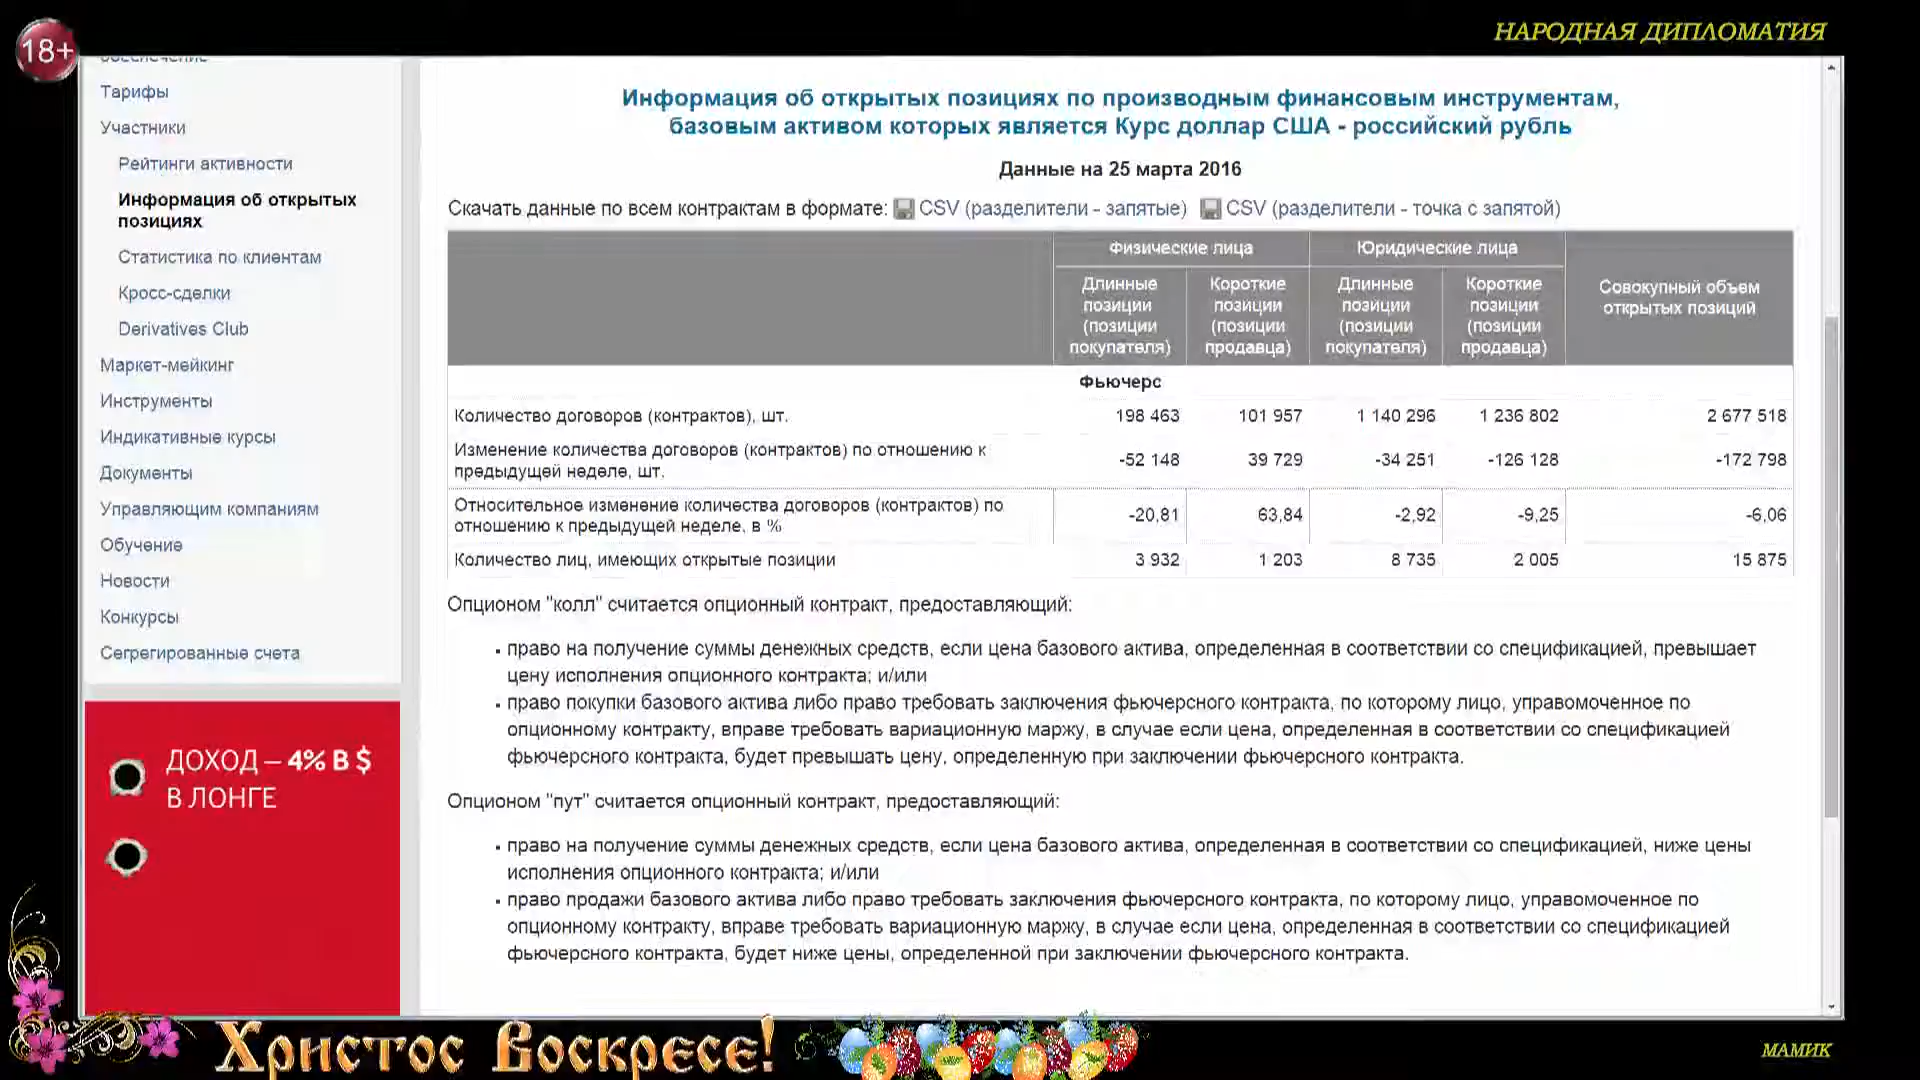 18+
НАРОДНАЯ ДИПЛОМАТИЯ
Тарифы
Участники
Рейтинги активности
Информация об открытых
позициях
Статистика по клиентам
Кросс-сделки
Derivatives Club
Маркет-мейкинг
Инструменты
Индикативные курсы
Документы
Управляющим компаниям
Обучение
Новости
Конкурсы
Сегрегированные счета
ДОХОД – 4% В $
В ЛОНГЕ
Информация об открытых позициях по производным финансовым инструментам,
базовым активом которых является Курс доллар США - российский рубль
Данные на 25 марта 2016
Скачать данные по всем контрактам в формате: CSV (разделители - запятые) CSV (разделители - точка с запятой)
Физические лица Юридические лица Совокупный объем
открытых позиций
Длинные Короткие Длинные Короткие
позиции позиции позиции позиции
(позиции (позиции (позиции (позиции
покупателя) продавца) покупателя) продавца)
Фьючерс
Количество договоров (контрактов), шт. 198 463 101 957 1 140 296 1 236 802 2 677 518
Изменение количества договоров (контрактов) по отношению к
предыдущей неделе, шт. -52 148 39 729 -34 251 -126 128 -172 798
Относительное изменение количества договоров (контрактов) по
отношению к предыдущей неделе, в % -20,81 63,84 -2,92 -9,25 -6,06
Количество лиц, имеющих открытые позиции 3 932 1 203 8 735 2 005 15 875
Опционом "колл" считается опционный контракт, предоставляющий:
право на получение суммы денежных средств, если цена базового актива, определенная в соответствии со спецификацией, превышает
цену исполнения опционного контракта; и/или
право покупки базового актива либо право требовать заключения фьючерсного контракта, по которому лицо, управомоченное по
опционному контракту, вправе требовать вариационную маржу, в случае если цена, определенная в соответствии со спецификацией
фьючерсного контракта, будет превышать цену, определенную при заключении фьючерсного контракта.
Опционом "пут" считается опционный контракт, предоставляющий:
право на получение суммы денежных средств, если цена базового актива, определенная в соответствии со спецификацией, ниже цены
исполнения опционного контракта; и/или
право продажи базового актива либо право требовать заключения фьючерсного контракта, по которому лицо, управомоченное по
опционному контракту, вправе требовать вариационную маржу, в случае если цена, определенная в соответствии со спецификацией
фьючерсного контракта, будет ниже цены, определенной при заключении фьючерсного контракта.
Христос Воскресе!
МАМИК